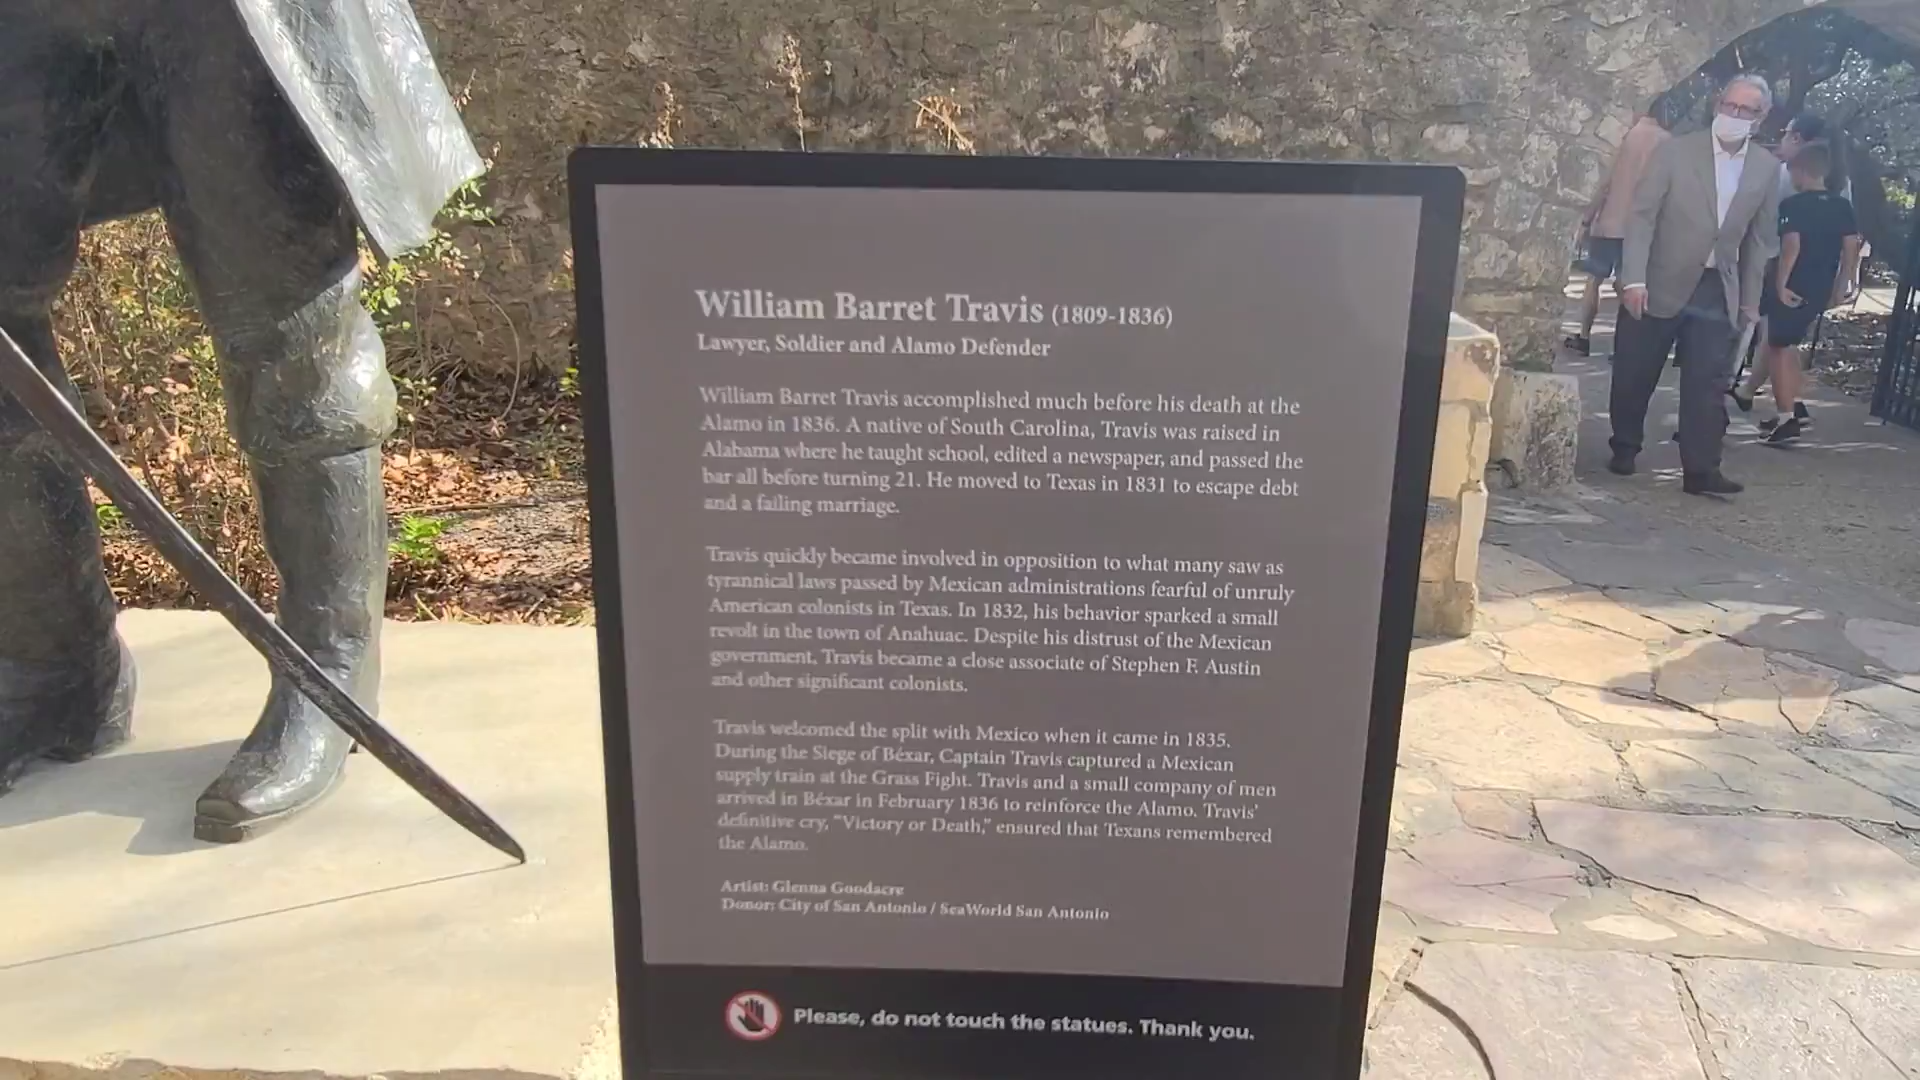 William Barret Travis (1809-1836)
Lawyer, Soldier and Alamo Defender
William Barret Travis accomplished much before his death at the
Alamo in 1836. A native of South Carolina, Travis was raised in
Alabama where he taught school, edited a newspaper, and passed the
bar all before turning 21. He moved to Texas in 1831 to escape debt
and a failing marriage.
Travis quickly became involved in opposition to what many saw as
tyrannical laws passed by Mexican administrations fearful of unruly
American colonists in Texas. In 1832, his behavior sparked a small
revolt in the town of Anahuac. Despite his distrust of the Mexican
government, Travis became a close associate of Stephen F. Austin
and other significant colonists.
Travis welcomed the split with Mexico when it came in 1835.
During the Siege of Béxar, Captain Travis captured a Mexican
supply train at the Grass Fight. Travis and a small company of men
arrived in Béxar in February 1836 to reinforce the Alamo. Travis'
definitive cry, "Victory or Death," ensured that Texans remembered
the Alamo.
Artist: Glenna Goodacre
Donor: City of San Antonio / SeaWorld San Antonio
Please, do not touch the statues. Thank you.